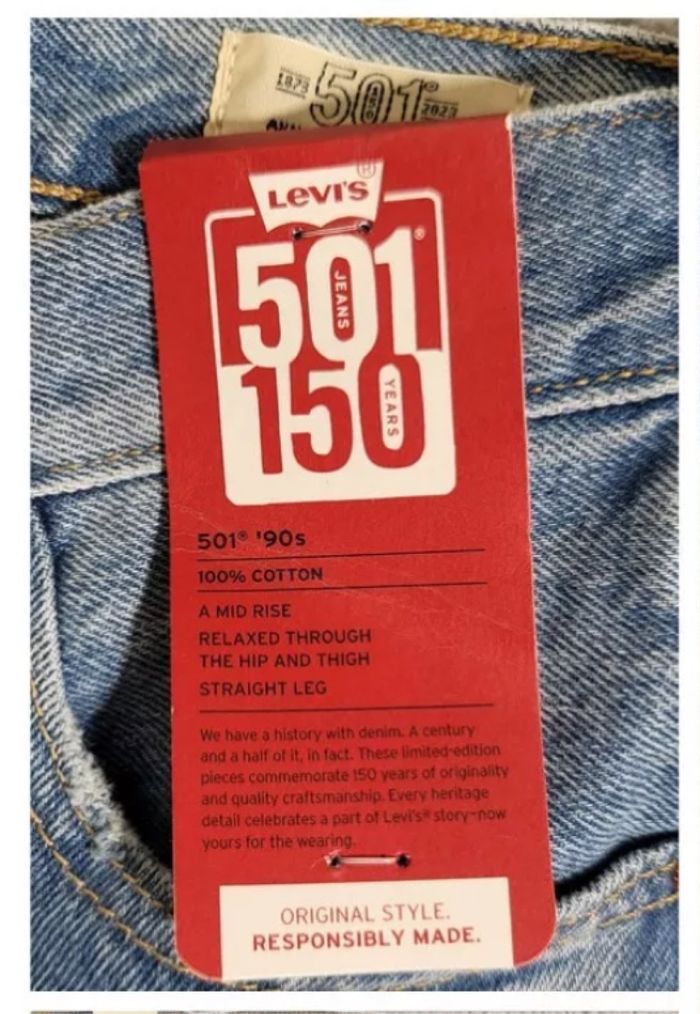 1873 501® 2023
LEVI'S®
501®
JEANS
150
YEARS
501® '90s
100% COTTON
A MID RISE
RELAXED THROUGH
THE HIP AND THIGH
STRAIGHT LEG
We have a history with denim. A century
and a half of it, in fact. These limited-edition
pieces commemorate 150 years of originality
and quality craftsmanship. Every heritage
detail celebrates a part of Levi's® story—now
yours for the wearing.
ORIGINAL STYLE.
RESPONSIBLY MADE.